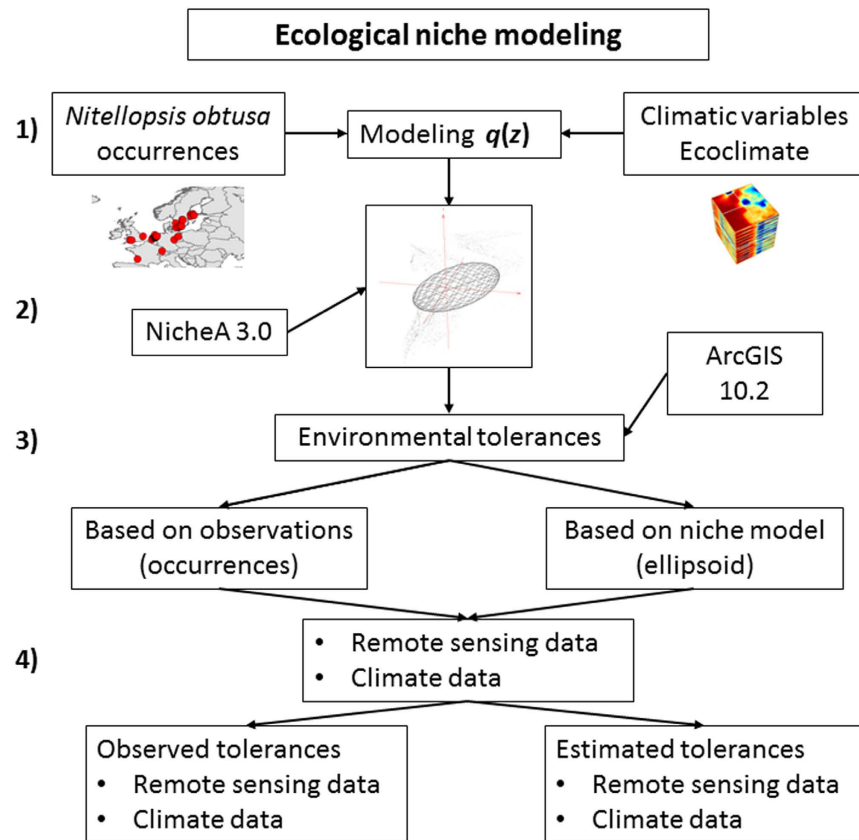 Ecological niche modeling
1)
Nitellopsis obtusa
occurrences
Modeling q(z)
Climatic variables
Ecoclimate
2)
NicheA 3.0
ArcGIS
10.2
3)
Environmental tolerances
Based on observations
(occurrences)
Based on niche model
(ellipsoid)
4)
• Remote sensing data
• Climate data
Observed tolerances
• Remote sensing data
• Climate data
Estimated tolerances
• Remote sensing data
• Climate data